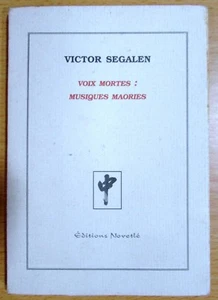 VICTOR SEGALEN
VOIX MORTES :
MUSIQUES MAORIES
Éditions Novetlé